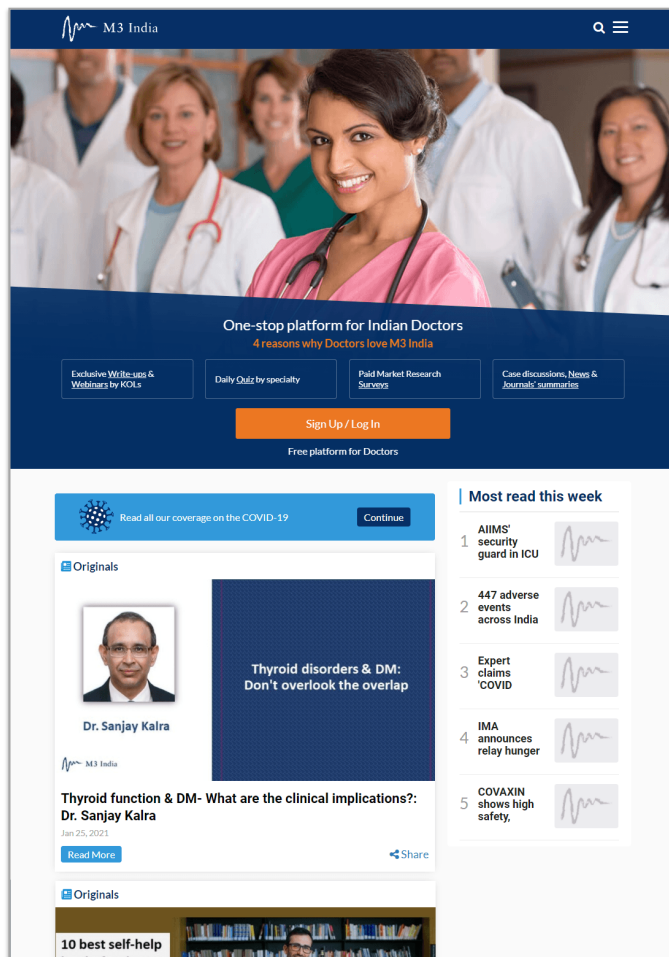 M3 India
One-stop platform for Indian Doctors
4 reasons why Doctors love M3 India
Exclusive Write-ups &
Webinars by KOLs
Daily Quiz by specialty
Paid Market Research
Surveys
Case discussions, News &
Journals' summaries
Sign Up / Log In
Free platform for Doctors
Read all our coverage on the COVID-19
Continue
Originals
Dr. Sanjay Kalra
M3 India
Thyroid disorders & DM:
Don't overlook the overlap
Thyroid function & DM- What are the clinical implications?:
Dr. Sanjay Kalra
Jan 25, 2021
Read More
Share
Originals
10 best self-help
Most read this week
1
AIIMS'
security
guard in ICU
2
447 adverse
events
across India
3
Expert
claims
'COVID
4
IMA
announces
relay hunger
5
COVAXIN
shows high
safety,